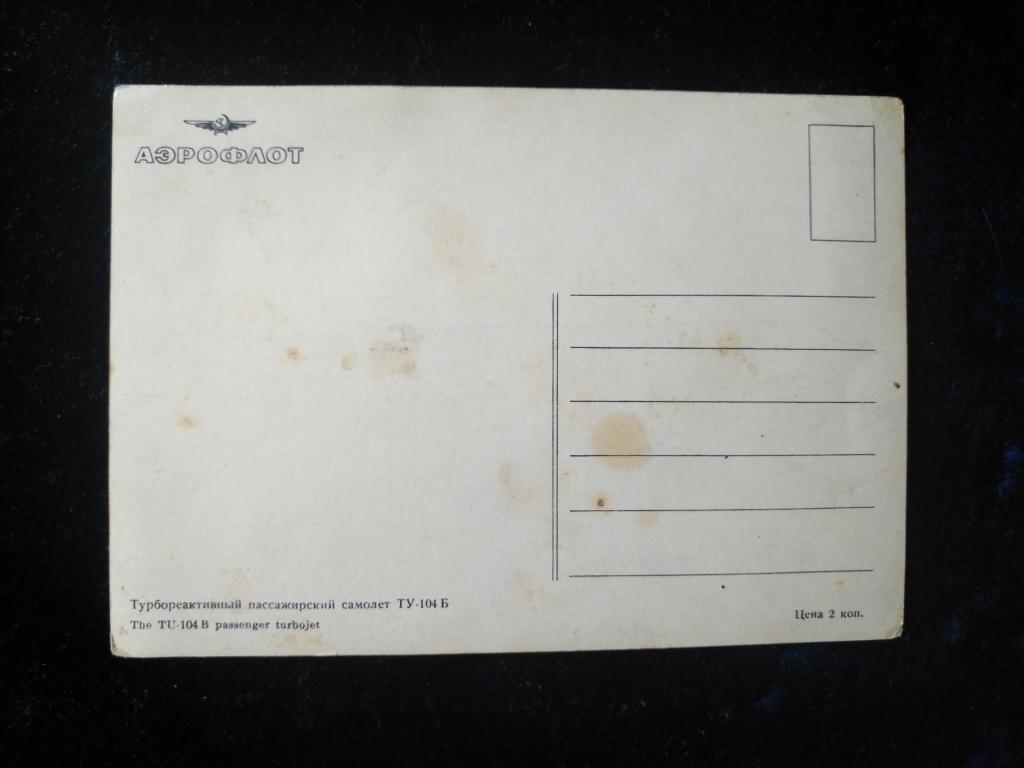 АЭРОФЛОТ
Турбореактивный пассажирский самолет ТУ-104 Б
The TU-104 B passenger turbojet
Цена 2 коп.